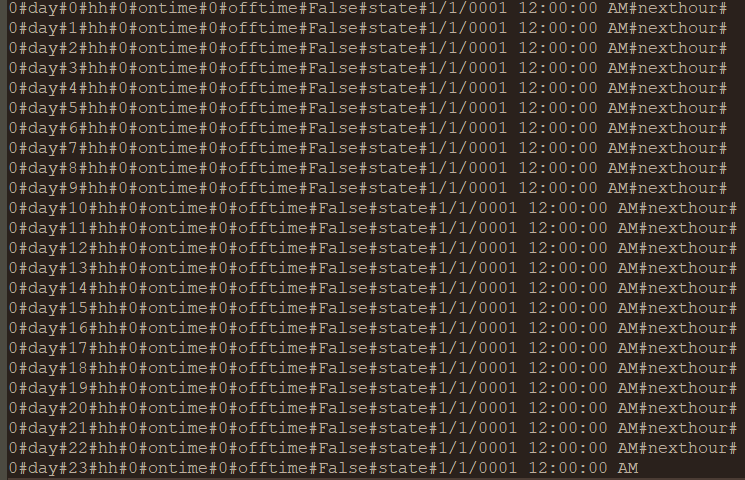 0#day#0#hh#0#ontime#0#offtime#False#state#1/1/0001 12:00:00 AM#nexthour#
0#day#1#hh#0#ontime#0#offtime#False#state#1/1/0001 12:00:00 AM#nexthour#
0#day#2#hh#0#ontime#0#offtime#False#state#1/1/0001 12:00:00 AM#nexthour#
0#day#3#hh#0#ontime#0#offtime#False#state#1/1/0001 12:00:00 AM#nexthour#
0#day#4#hh#0#ontime#0#offtime#False#state#1/1/0001 12:00:00 AM#nexthour#
0#day#5#hh#0#ontime#0#offtime#False#state#1/1/0001 12:00:00 AM#nexthour#
0#day#6#hh#0#ontime#0#offtime#False#state#1/1/0001 12:00:00 AM#nexthour#
0#day#7#hh#0#ontime#0#offtime#False#state#1/1/0001 12:00:00 AM#nexthour#
0#day#8#hh#0#ontime#0#offtime#False#state#1/1/0001 12:00:00 AM#nexthour#
0#day#9#hh#0#ontime#0#offtime#False#state#1/1/0001 12:00:00 AM#nexthour#
0#day#10#hh#0#ontime#0#offtime#False#state#1/1/0001 12:00:00 AM#nexthour#
0#day#11#hh#0#ontime#0#offtime#False#state#1/1/0001 12:00:00 AM#nexthour#
0#day#12#hh#0#ontime#0#offtime#False#state#1/1/0001 12:00:00 AM#nexthour#
0#day#13#hh#0#ontime#0#offtime#False#state#1/1/0001 12:00:00 AM#nexthour#
0#day#14#hh#0#ontime#0#offtime#False#state#1/1/0001 12:00:00 AM#nexthour#
0#day#15#hh#0#ontime#0#offtime#False#state#1/1/0001 12:00:00 AM#nexthour#
0#day#16#hh#0#ontime#0#offtime#False#state#1/1/0001 12:00:00 AM#nexthour#
0#day#17#hh#0#ontime#0#offtime#False#state#1/1/0001 12:00:00 AM#nexthour#
0#day#18#hh#0#ontime#0#offtime#False#state#1/1/0001 12:00:00 AM#nexthour#
0#day#19#hh#0#ontime#0#offtime#False#state#1/1/0001 12:00:00 AM#nexthour#
0#day#20#hh#0#ontime#0#offtime#False#state#1/1/0001 12:00:00 AM#nexthour#
0#day#21#hh#0#ontime#0#offtime#False#state#1/1/0001 12:00:00 AM#nexthour#
0#day#22#hh#0#ontime#0#offtime#False#state#1/1/0001 12:00:00 AM#nexthour#
0#day#23#hh#0#ontime#0#offtime#False#state#1/1/0001 12:00:00 AM